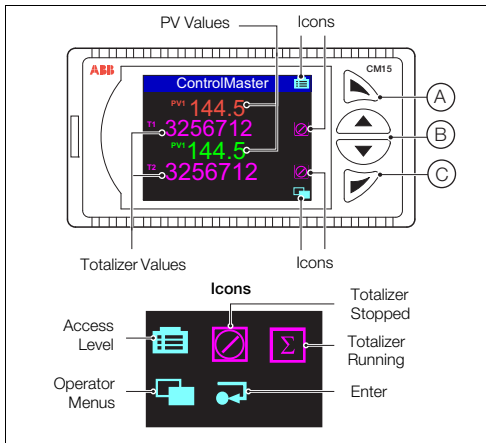 PV Values
Icons
ABB
CM15
ControlMaster
PV1 144.5
T1 3256712
PV1 144.5
T2 3256712
A
B
C
Totalizer Values
Icons
Icons
Totalizer
Stopped
Access
Level
Σ
Totalizer
Running
Operator
Menus
Enter